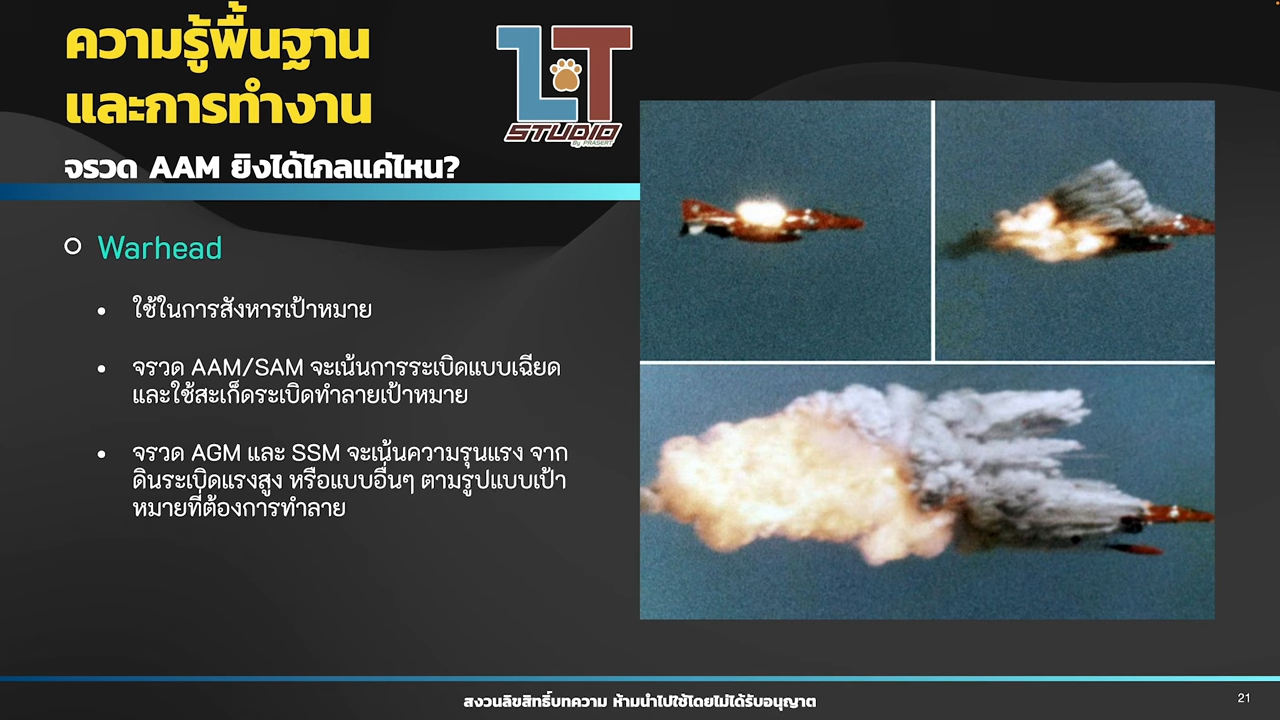 ความรู้พื้นฐาน
และการทำงาน
LT
STUDIO
By PRASERT
จรวด AAM ยิงได้ไกลแค่ไหน?
Warhead
ใช้ในการสังหารเป้าหมาย
จรวด AAM/SAM จะเน้นการระเบิดแบบเฉียด
และใช้สะเก็ดระเบิดทำลายเป้าหมาย
จรวด AGM และ SSM จะเน้นความรุนแรง จาก
ดินระเบิดแรงสูง หรือแบบอื่นๆ ตามรูปแบบเป้า
หมายที่ต้องการทำลาย
สงวนลิขสิทธิ์บทความ ห้ามนำไปใช้โดยไม่ได้รับอนุญาต
21